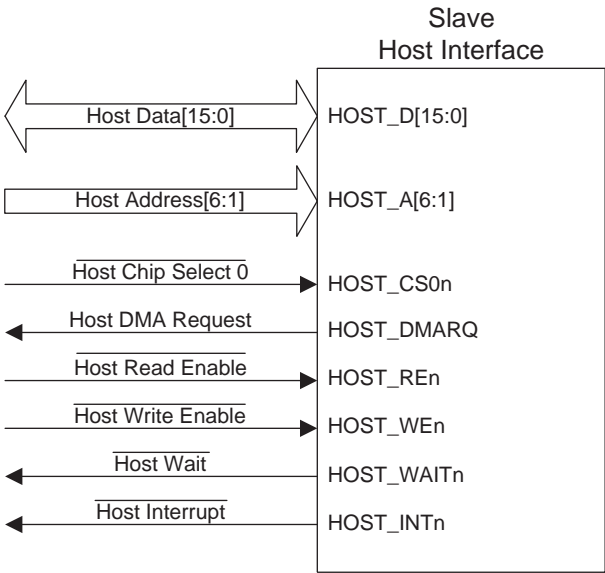 Slave
Host Interface
Host Data[15:0] HOST_D[15:0]
Host Address[6:1] HOST_A[6:1]
Host Chip Select 0 HOST_CS0n
Host DMA Request HOST_DMARQ
Host Read Enable HOST_REn
Host Write Enable HOST_WEn
Host Wait HOST_WAITn
Host Interrupt HOST_INTn